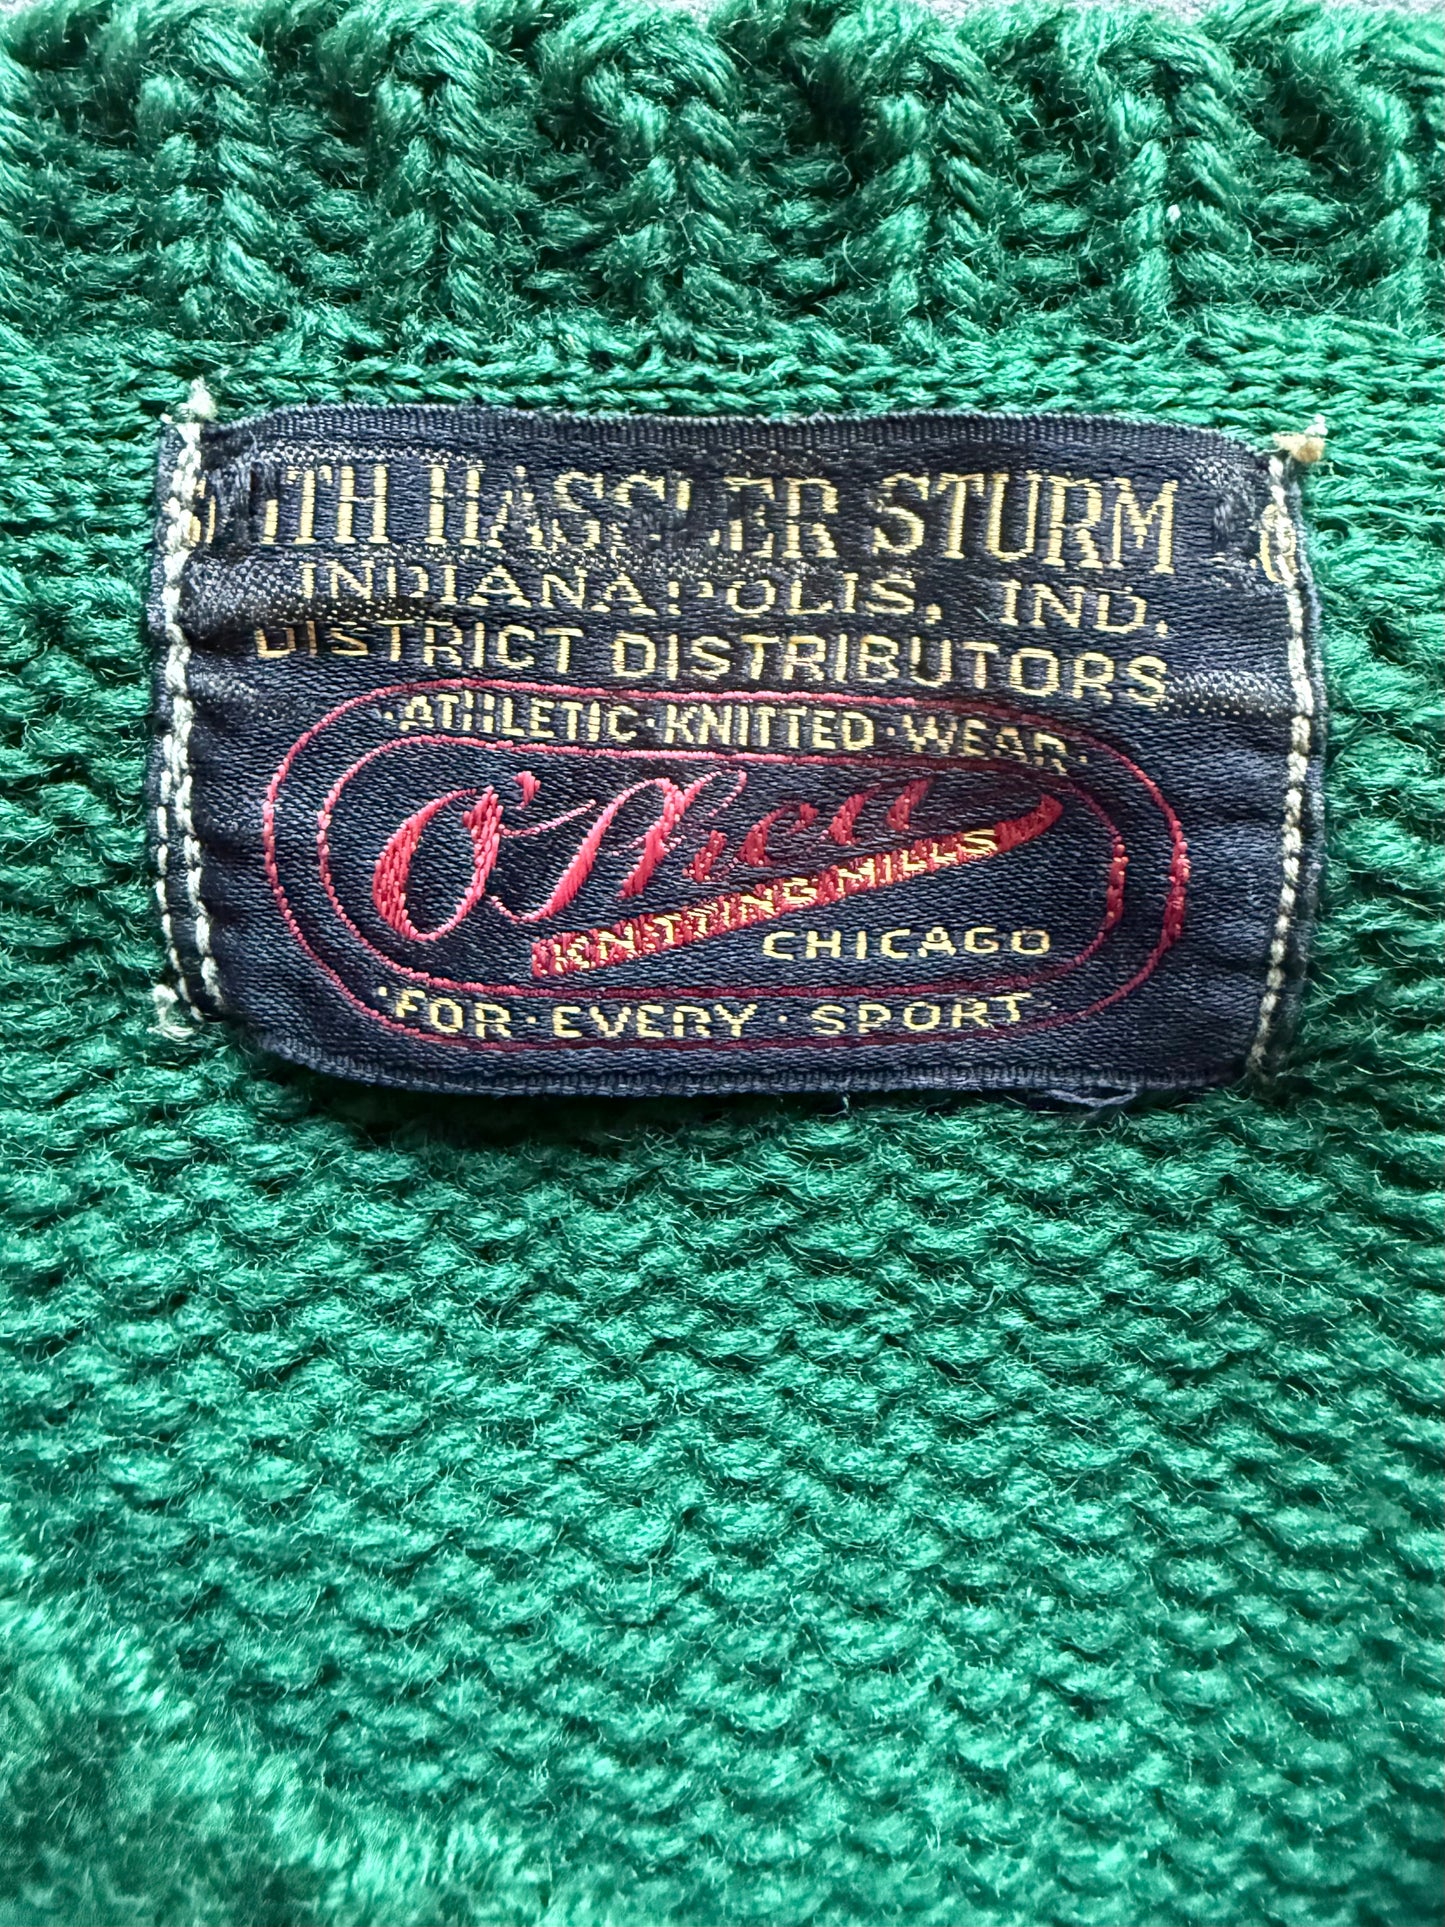 HASSLER STURM
INDIANAPOLIS, IND.
DISTRICT DISTRIBUTORS
·ATHLETIC·KNITTED·WEAR·
O'Shea
KNITTING MILLS
CHICAGO
·FOR·EVERY·SPORT·